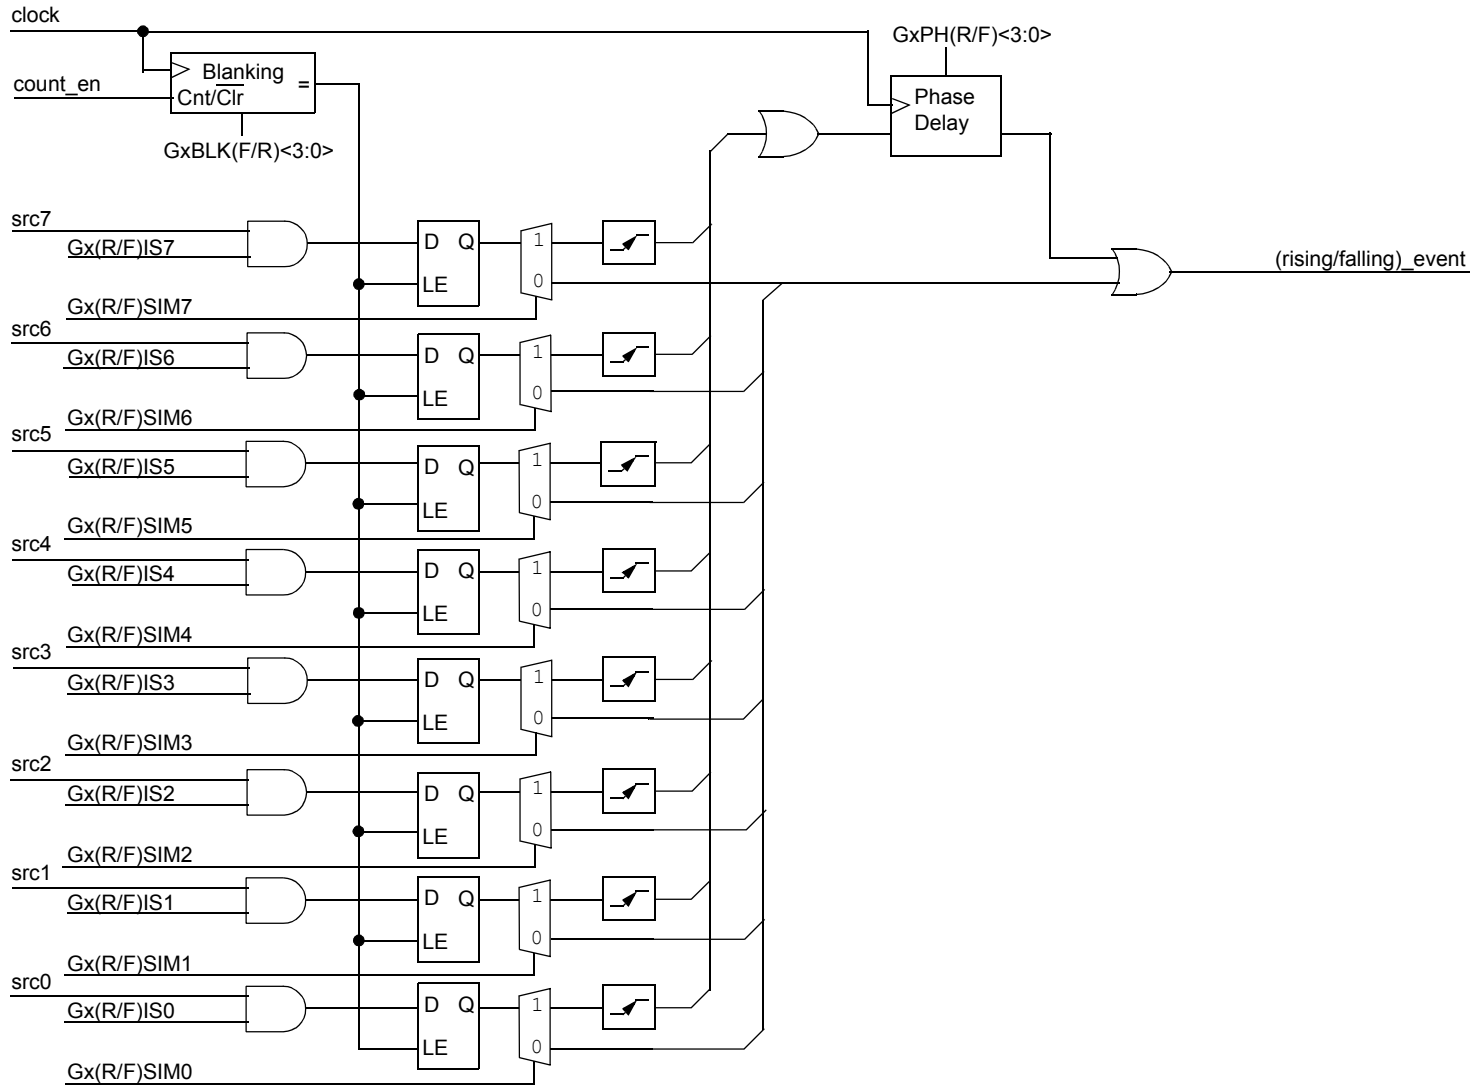 clock
GxPH(R/F)<3:0>
Blanking
=
count_en
Cnt/Clr
Phase
Delay
GxBLK(F/R)<3:0>
src7
Gx(R/F)IS7
D Q
1
LE
0
(rising/falling)_event
Gx(R/F)SIM7
src6
Gx(R/F)IS6
D Q
1
LE
0
Gx(R/F)SIM6
src5
Gx(R/F)IS5
D Q
1
LE
0
Gx(R/F)SIM5
src4
Gx(R/F)IS4
D Q
1
LE
0
Gx(R/F)SIM4
src3
Gx(R/F)IS3
D Q
1
LE
0
Gx(R/F)SIM3
src2
Gx(R/F)IS2
D Q
1
LE
0
Gx(R/F)SIM2
src1
Gx(R/F)IS1
D Q
1
LE
0
Gx(R/F)SIM1
src0
Gx(R/F)IS0
D Q
1
LE
0
Gx(R/F)SIM0